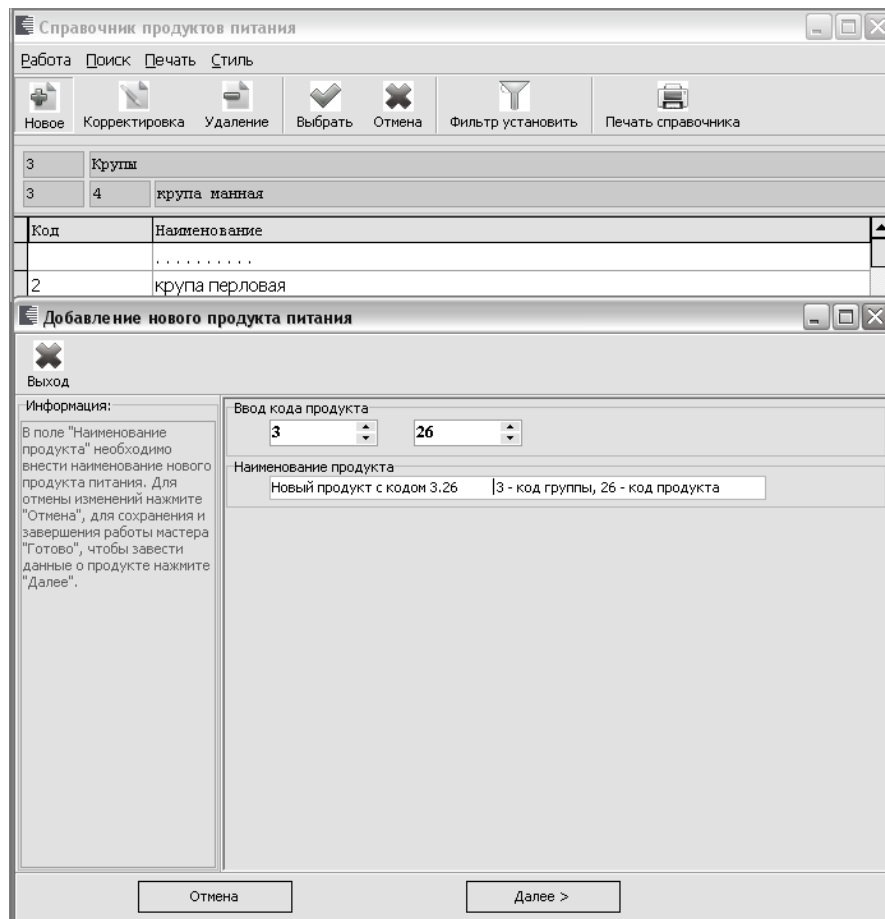 Справочник продуктов питания
Работа Поиск Печать Стиль
Новое Корректировка Удаление Выбрать Отмена Фильтр установить Печать справочника
3 Крупы
3 4 крупа манная
Код Наименование
. . . . . . . . . .
2 крупа перловая
Добавление нового продукта питания
Выход
Информация:
В поле "Наименование
продукта" необходимо
внести наименование нового
продукта питания. Для
отмены изменений нажмите
"Отмена", для сохранения и
завершения работы мастера
"Готово", чтобы завести
данные о продукте нажмите
"Далее".
Ввод кода продукта
3 26
Наименование продукта
Новый продукт с кодом 3.26 3 - код группы, 26 - код продукта
Отмена Далее >